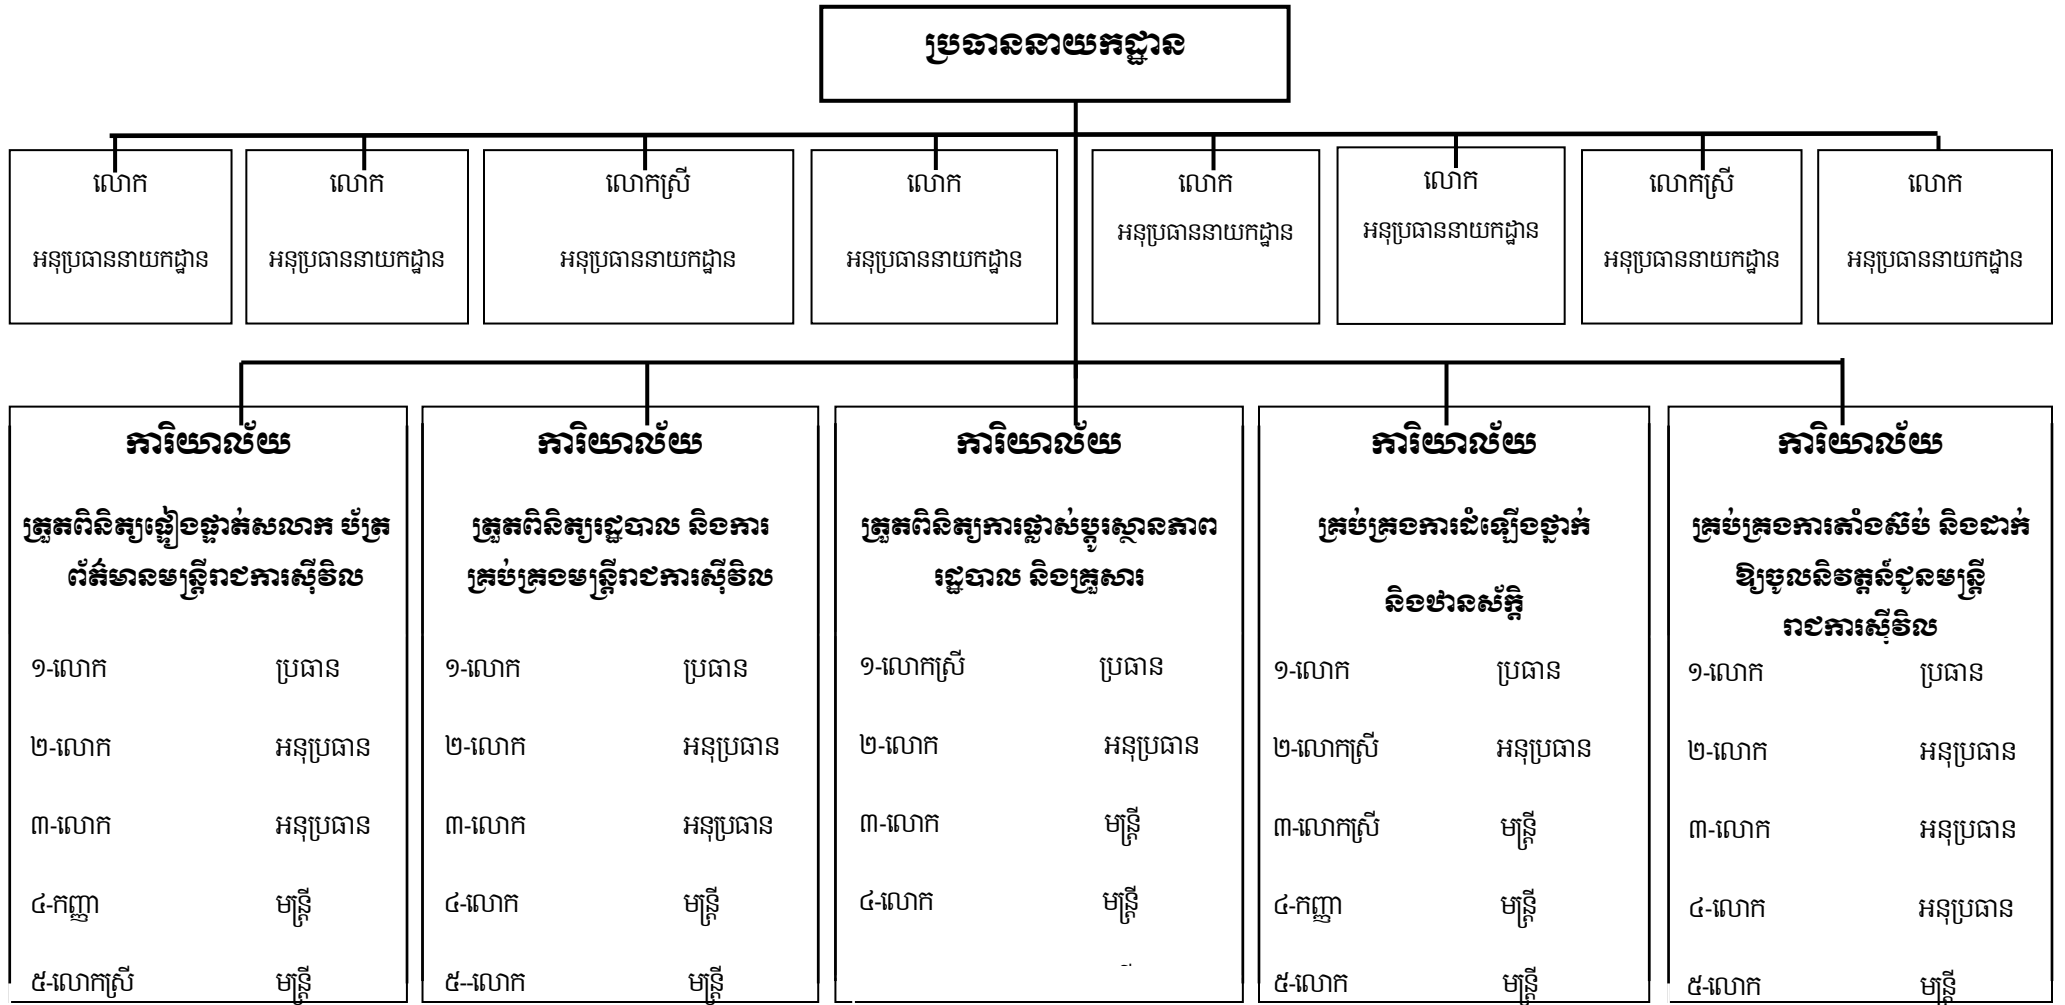 ប្រធាននាយកដ្ឋាន
លោក
អនុប្រធាននាយកដ្ឋាន
លោក
អនុប្រធាននាយកដ្ឋាន
លោកស្រី
អនុប្រធាននាយកដ្ឋាន
លោក
អនុប្រធាននាយកដ្ឋាន
លោក
អនុប្រធាននាយកដ្ឋាន
លោក
អនុប្រធាននាយកដ្ឋាន
លោកស្រី
អនុប្រធាននាយកដ្ឋាន
លោក
អនុប្រធាននាយកដ្ឋាន
ការិយាល័យ
ត្រួតពិនិត្យផ្ទៀងផ្ទាត់សលាក ប័ត្រ
ព័ត៌មានមន្ត្រីរាជការស៊ីវិល
១-លោក ប្រធាន
២-លោក អនុប្រធាន
៣-លោក អនុប្រធាន
៤-កញ្ញា មន្ត្រី
៥-លោកស្រី មន្ត្រី
ការិយាល័យ
ត្រួតពិនិត្យរដ្ឋបាល និងការ
គ្រប់គ្រងមន្ត្រីរាជការស៊ីវិល
១-លោក ប្រធាន
២-លោក អនុប្រធាន
៣-លោក អនុប្រធាន
៤-លោក មន្ត្រី
៥--លោក មន្ត្រី
ការិយាល័យ
ត្រួតពិនិត្យការផ្លាស់ប្តូរស្ថានភាព
រដ្ឋបាល និងគ្រួសារ
១-លោកស្រី ប្រធាន
២-លោក អនុប្រធាន
៣-លោក មន្ត្រី
៤-លោក មន្ត្រី
ការិយាល័យ
គ្រប់គ្រងការដំឡើងថ្នាក់
និងឋានន្តរស័ក្តិ
១-លោក ប្រធាន
២-លោកស្រី អនុប្រធាន
៣-លោកស្រី មន្ត្រី
៤-កញ្ញា មន្ត្រី
៥-លោក មន្ត្រី
ការិយាល័យ
គ្រប់គ្រងការតាំងស៊ប់ និងដាក់
ឱ្យចូលនិវត្តន៍ជូនមន្ត្រី
រាជការស៊ីវិល
១-លោក ប្រធាន
២-លោក អនុប្រធាន
៣-លោក អនុប្រធាន
៤-លោក អនុប្រធាន
៥-លោក មន្ត្រី